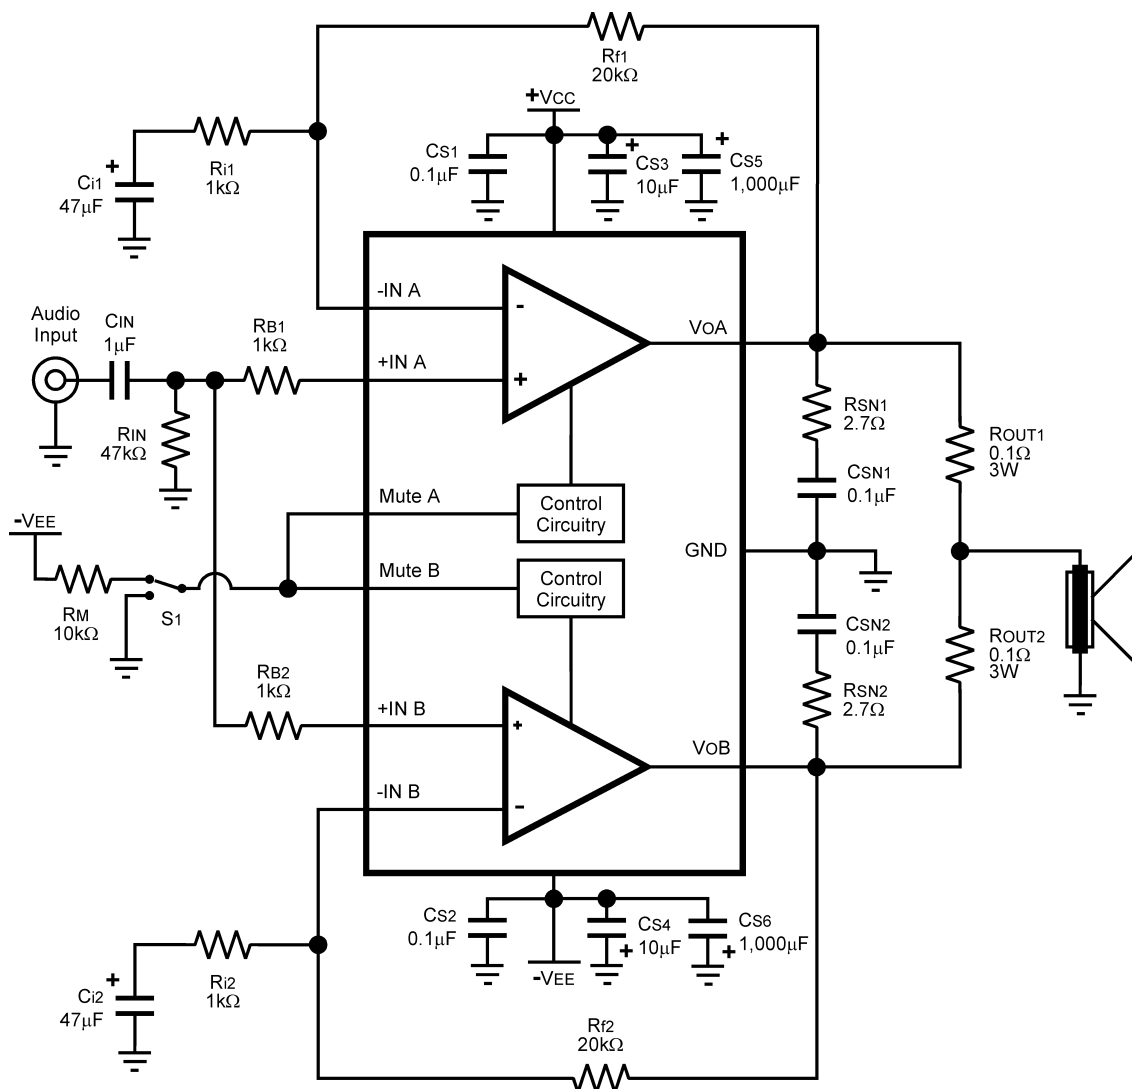 Rf1
20kΩ
+VCC
Ri1
1kΩ
+
Ci1
47µF
CS1
0.1µF
+
CS3
10µF
+
CS5
1,000µF
Audio
Input
CIN
1µF
RB1
1kΩ
RIN
47kΩ
-IN A
+IN A
-
+
VOA
RSN1
2.7Ω
CSN1
0.1µF
ROUT1
0.1Ω
3W
Mute A
Control
Circuitry
GND
-VEE
RM
10kΩ
S1
Mute B
Control
Circuitry
CSN2
0.1µF
RSN2
2.7Ω
ROUT2
0.1Ω
3W
RB2
1kΩ
+IN B
-IN B
+
-
VOB
CS2
0.1µF
-VEE
CS4
10µF
+
CS6
1,000µF
+
Ri2
1kΩ
+
Ci2
47µF
Rf2
20kΩ